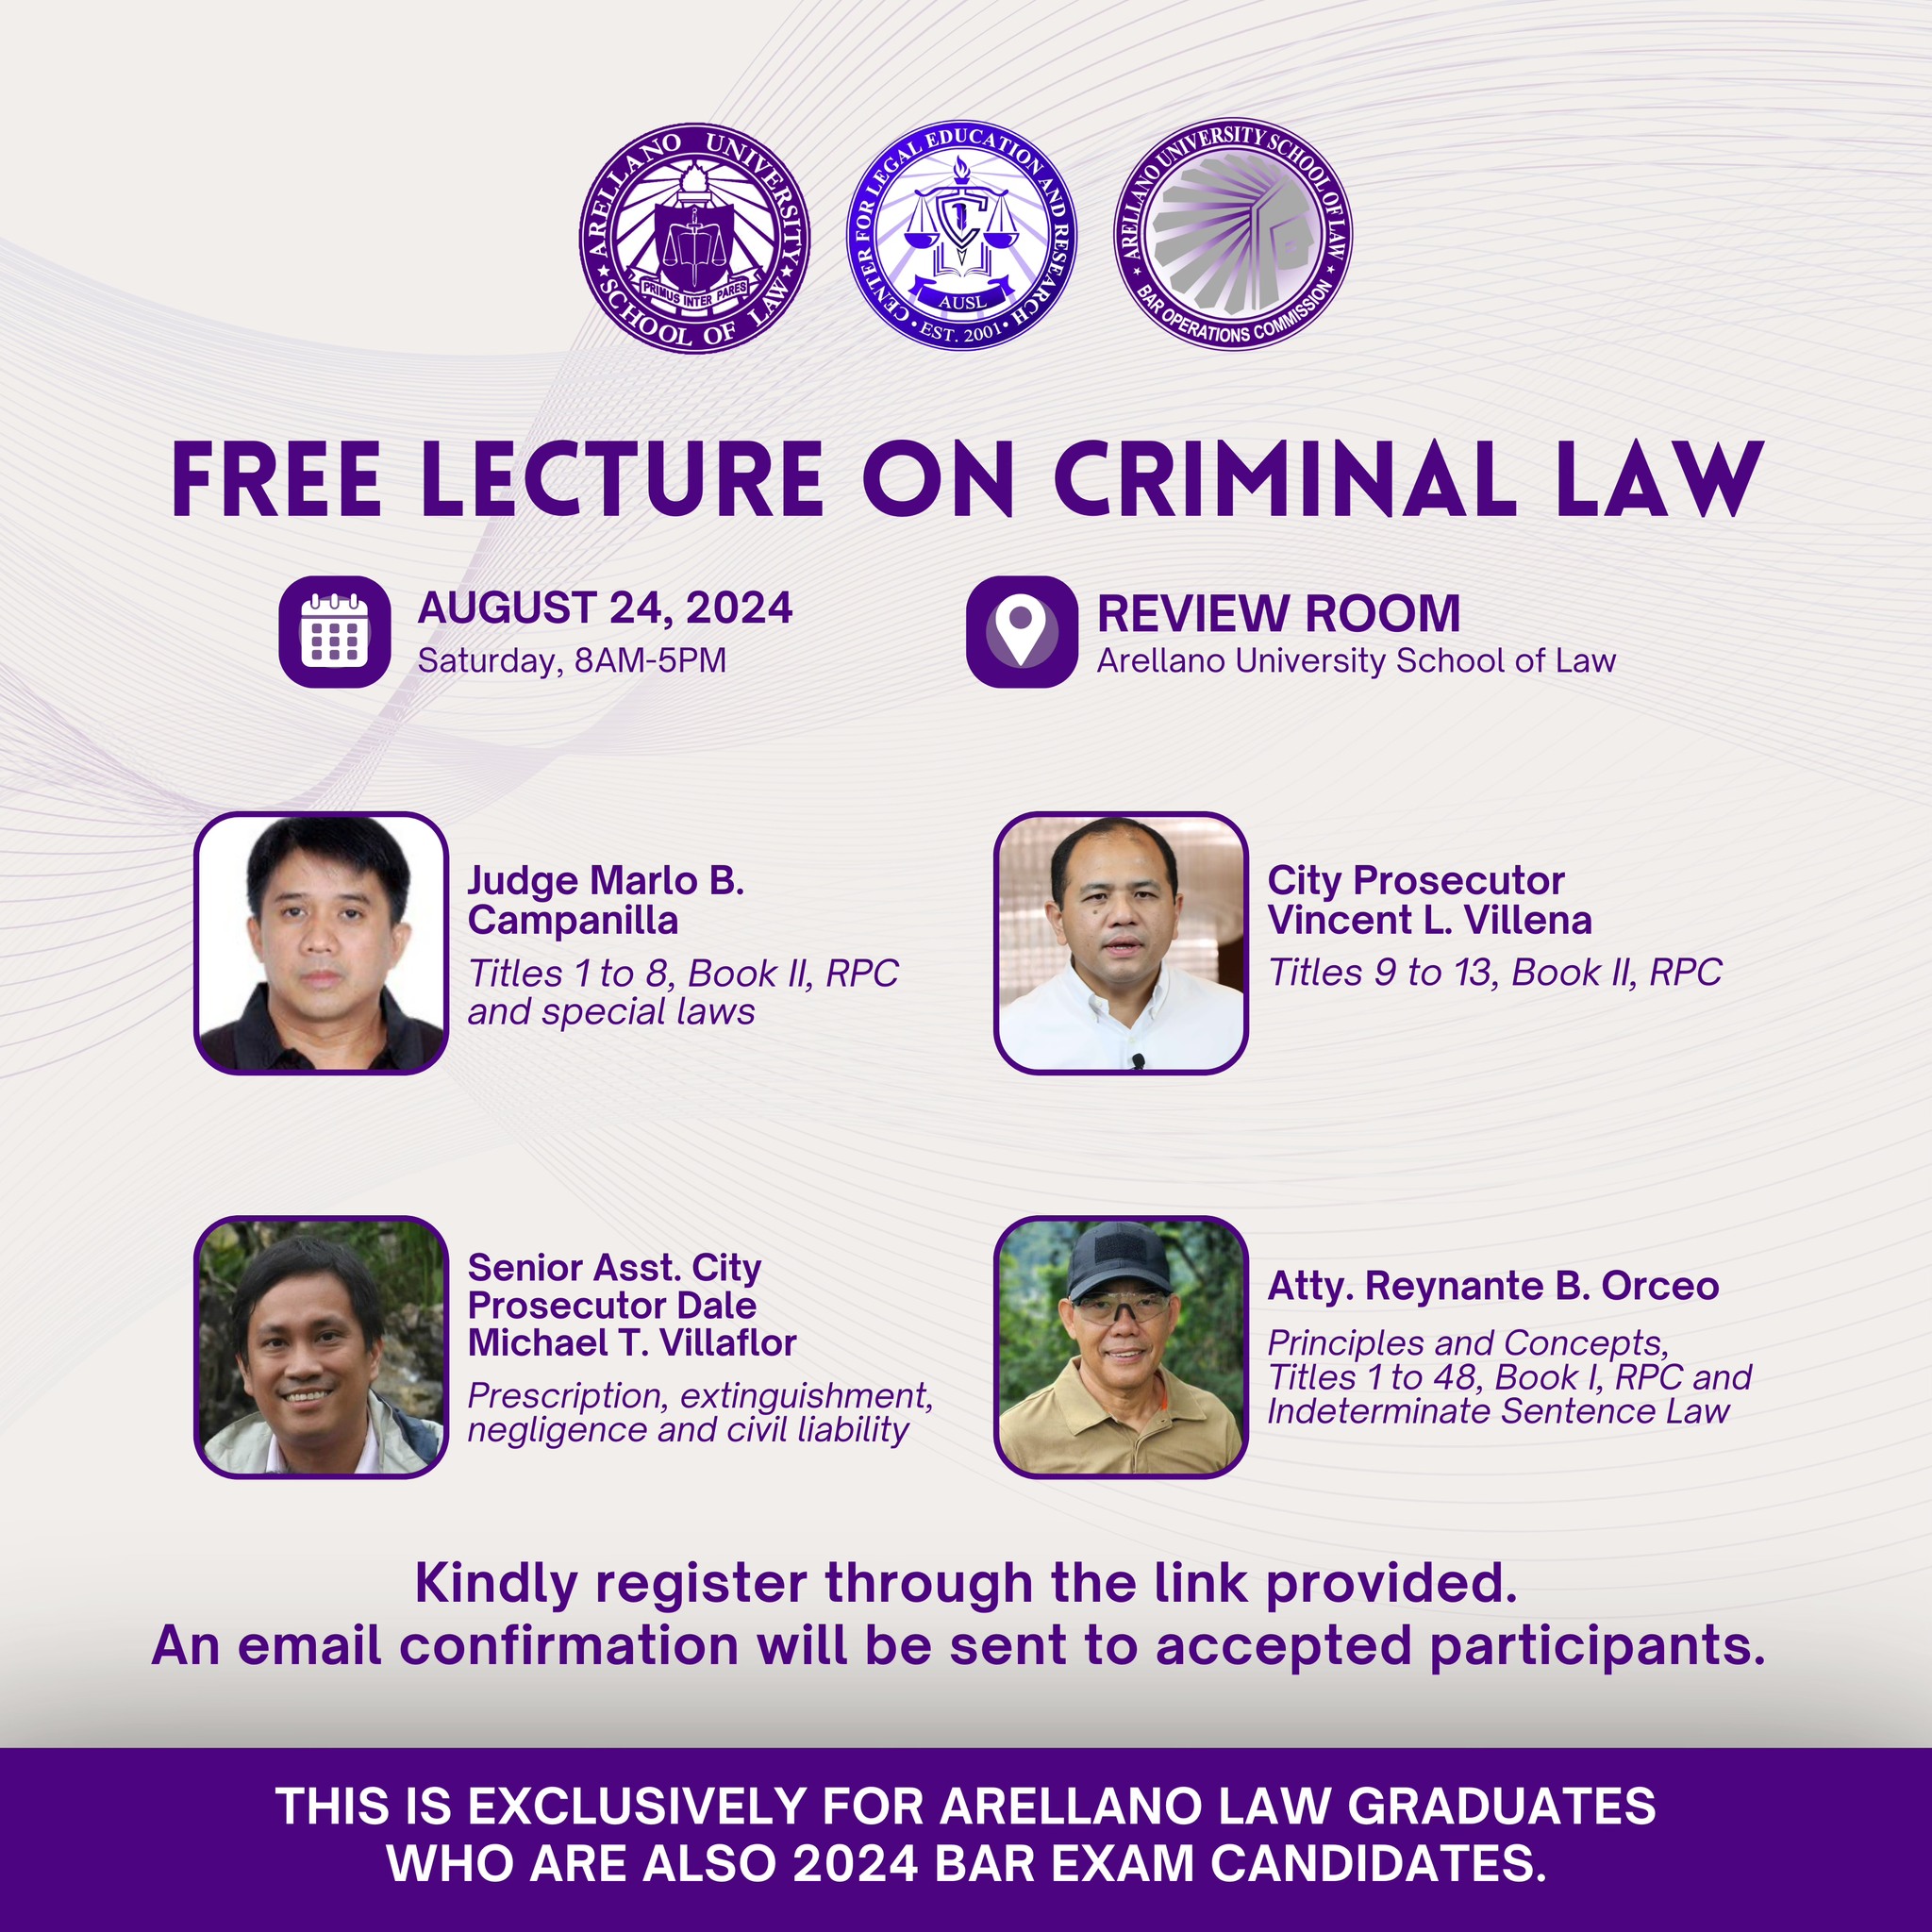 ARELLANO UNIVERSITY
SCHOOL OF LAW
PRIMUS INTER PARES
CENTER FOR LEGAL EDUCATION AND RESEARCH
AUSL
EST. 2001
ARELLANO UNIVERSITY SCHOOL OF LAW
BAR OPERATIONS COMMISSION
FREE LECTURE ON CRIMINAL LAW
AUGUST 24, 2024
Saturday, 8AM-5PM
REVIEW ROOM
Arellano University School of Law
Judge Marlo B.
Campanilla
Titles 1 to 8, Book II, RPC
and special laws
City Prosecutor
Vincent L. Villena
Titles 9 to 13, Book II, RPC
Senior Asst. City
Prosecutor Dale
Michael T. Villaflor
Prescription, extinguishment,
negligence and civil liability
Atty. Reynante B. Orceo
Principles and Concepts,
Titles 1 to 48, Book I, RPC and
Indeterminate Sentence Law
Kindly register through the link provided.
An email confirmation will be sent to accepted participants.
THIS IS EXCLUSIVELY FOR ARELLANO LAW GRADUATES
WHO ARE ALSO 2024 BAR EXAM CANDIDATES.